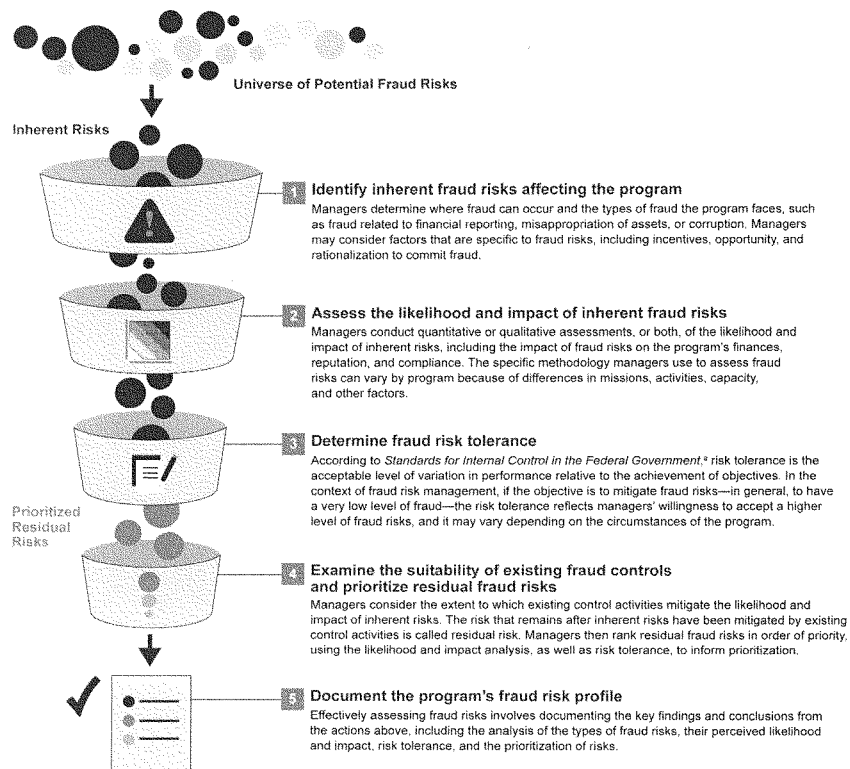 Universe of Potential Fraud Risks
Inherent Risks
1 Identify inherent fraud risks affecting the program
Managers determine where fraud can occur and the types of fraud the program faces, such
as fraud related to financial reporting, misappropriation of assets, or corruption. Managers
may consider factors that are specific to fraud risks, including incentives, opportunity, and
rationalization to commit fraud.
2 Assess the likelihood and impact of inherent fraud risks
Managers conduct quantitative or qualitative assessments, or both, of the likelihood and
impact of inherent risks, including the impact of fraud risks on the program's finances,
reputation, and compliance. The specific methodology managers use to assess fraud
risks can vary by program because of differences in missions, activities, capacity,
and other factors.
3 Determine fraud risk tolerance
According to Standards for Internal Control in the Federal Government,ª risk tolerance is the
acceptable level of variation in performance relative to the achievement of objectives. In the
context of fraud risk management, if the objective is to mitigate fraud risks—in general, to have
a very low level of fraud—the risk tolerance reflects managers' willingness to accept a higher
level of fraud risks, and it may vary depending on the circumstances of the program.
Prioritized
Residual
Risks
4 Examine the suitability of existing fraud controls
and prioritize residual fraud risks
Managers consider the extent to which existing control activities mitigate the likelihood and
impact of inherent risks. The risk that remains after inherent risks have been mitigated by existing
control activities is called residual risk. Managers then rank residual fraud risks in order of priority,
using the likelihood and impact analysis, as well as risk tolerance, to inform prioritization.
5 Document the program's fraud risk profile
Effectively assessing fraud risks involves documenting the key findings and conclusions from
the actions above, including the analysis of the types of fraud risks, their perceived likelihood
and impact, risk tolerance, and the prioritization of risks.